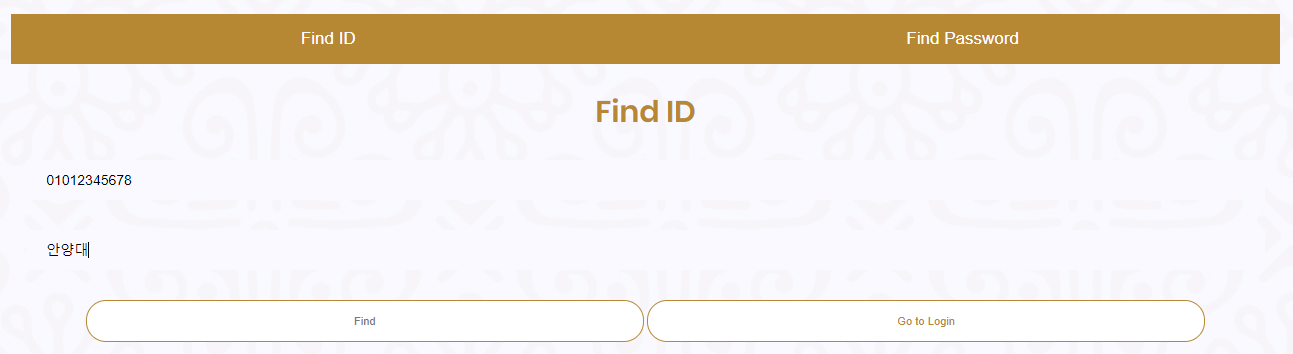 Find ID Find Password
Find ID
01012345678
안양대
Find Go to Login